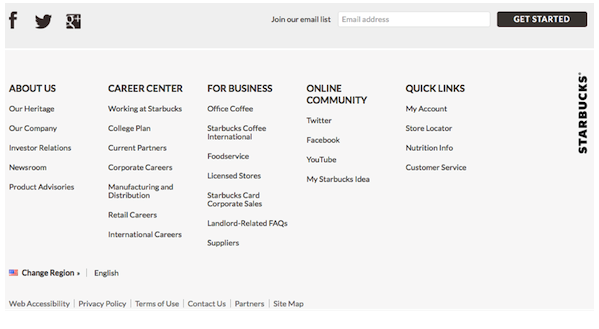 Join our email list Email address GET STARTED
ABOUT US
Our Heritage
Our Company
Investor Relations
Newsroom
Product Advisories
CAREER CENTER
Working at Starbucks
College Plan
Current Partners
Corporate Careers
Manufacturing and
Distribution
Retail Careers
International Careers
FOR BUSINESS
Office Coffee
Starbucks Coffee
International
Foodservice
Licensed Stores
Starbucks Card
Corporate Sales
Landlord-Related FAQs
Suppliers
ONLINE
COMMUNITY
Twitter
Facebook
YouTube
My Starbucks Idea
QUICK LINKS
My Account
Store Locator
Nutrition Info
Customer Service
STARBUCKS®
Change Region › | English
Web Accessibility | Privacy Policy | Terms of Use | Contact Us | Partners | Site Map